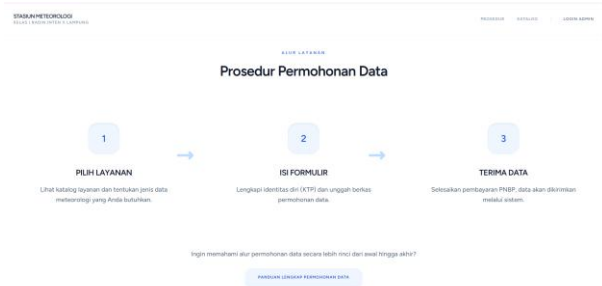 STASIUN METEOROLOGI
KELAS I RADIN INTEN II LAMPUNG
PROSEDUR
KATALOG
LOGIN ADMIN
ALUR LAYANAN
Prosedur Permohonan Data
1
2
3
PILIH LAYANAN
Lihat katalog layanan dan tentukan jenis data
meteorologi yang Anda butuhkan.
ISI FORMULIR
Lengkapi identitas diri (KTP) dan unggah berkas
permohonan data.
TERIMA DATA
Selesaikan pembayaran PNBP, data akan dikirimkan
melalui sistem.
Ingin memahami alur permohonan data secara lebih rinci dari awal hingga akhir?
PANDUAN LENGKAP PERMOHONAN DATA